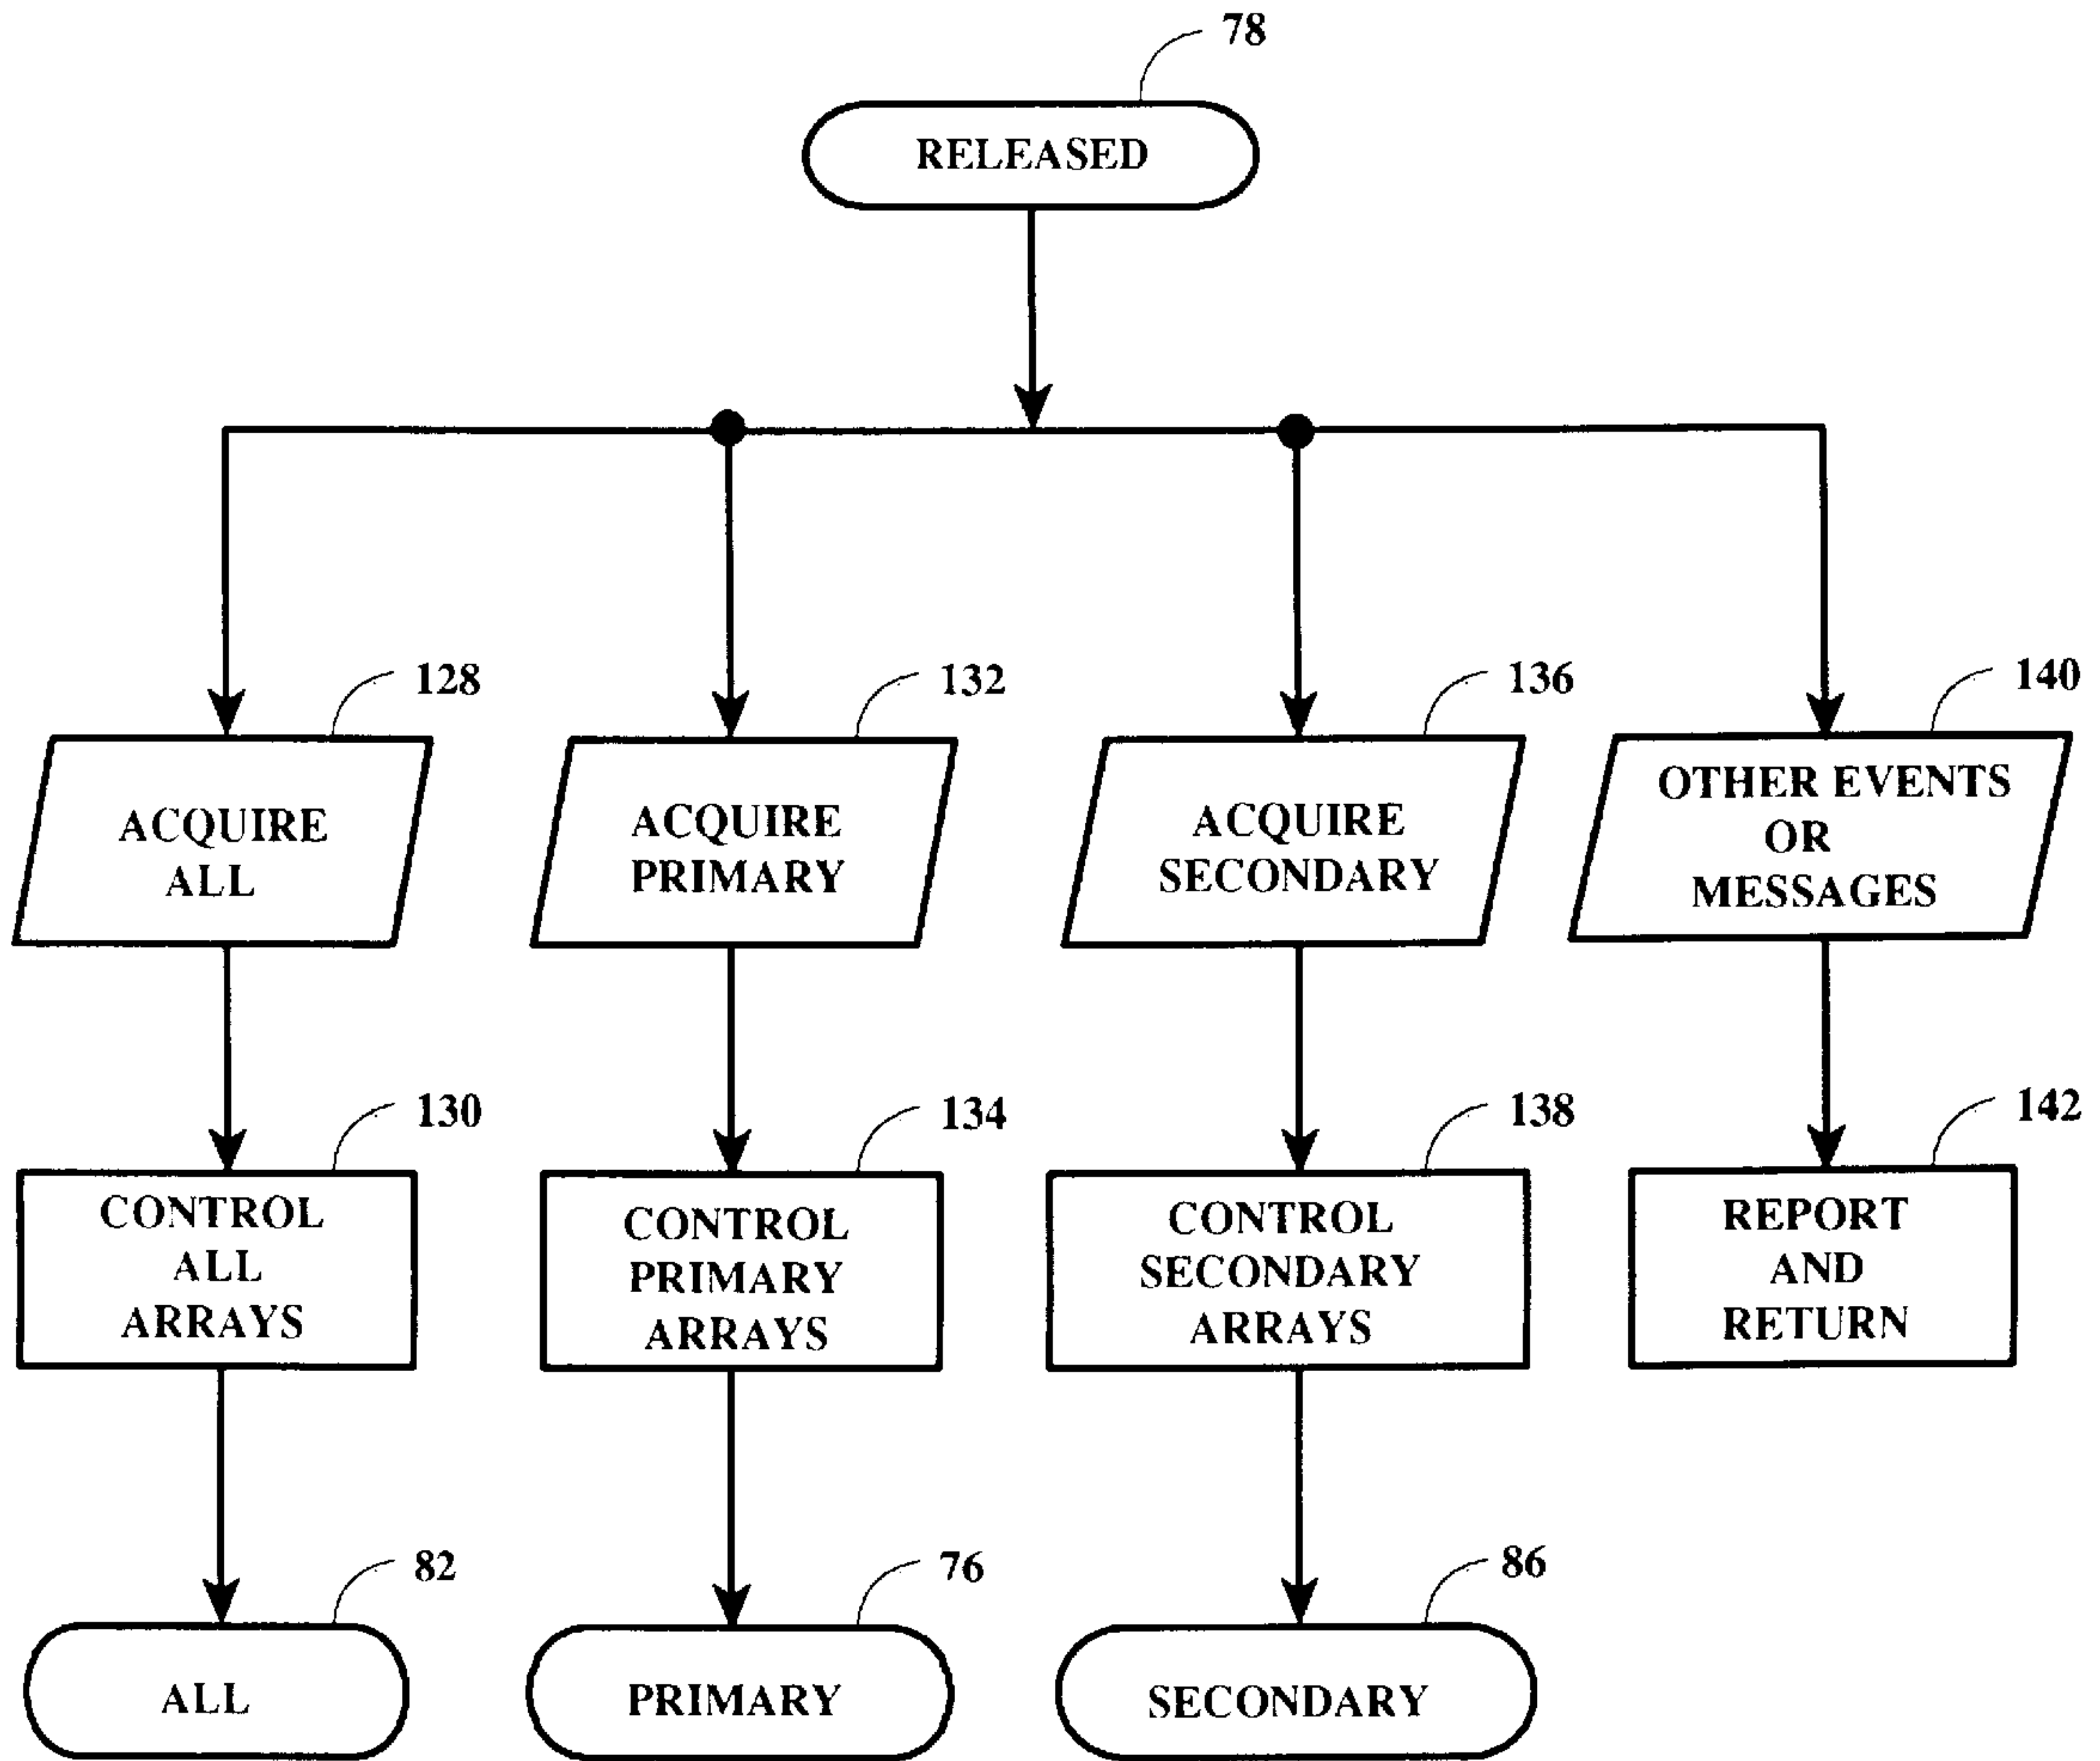 78
RELEASED
128
132
136
140
ACQUIRE
ALL
ACQUIRE
PRIMARY
ACQUIRE
SECONDARY
OTHER EVENTS
OR
MESSAGES
130
134
138
142
CONTROL
ALL
ARRAYS
CONTROL
PRIMARY
ARRAYS
CONTROL
SECONDARY
ARRAYS
REPORT
AND
RETURN
82
76
86
ALL
PRIMARY
SECONDARY